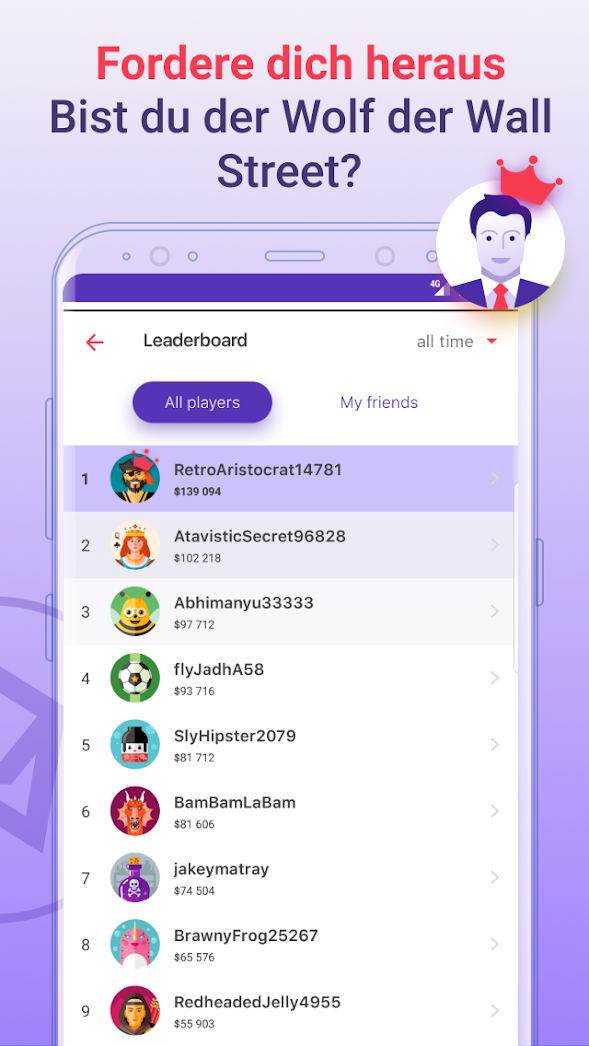 Fordere dich heraus
Bist du der Wolf der Wall
Street?
4G
Leaderboard
all time
All players
My friends
1
RetroAristocrat14781
$139 094
2
Q
AtavisticSecret96828
$102 218
3
Abhimanyu33333
$97 712
4
flyJadhA58
$93 716
5
SlyHipster2079
$81 712
6
BamBamLaBam
$81 606
7
jakeymatray
$74 504
8
BrawnyFrog25267
$65 576
9
RedheadedJelly4955
$55 903